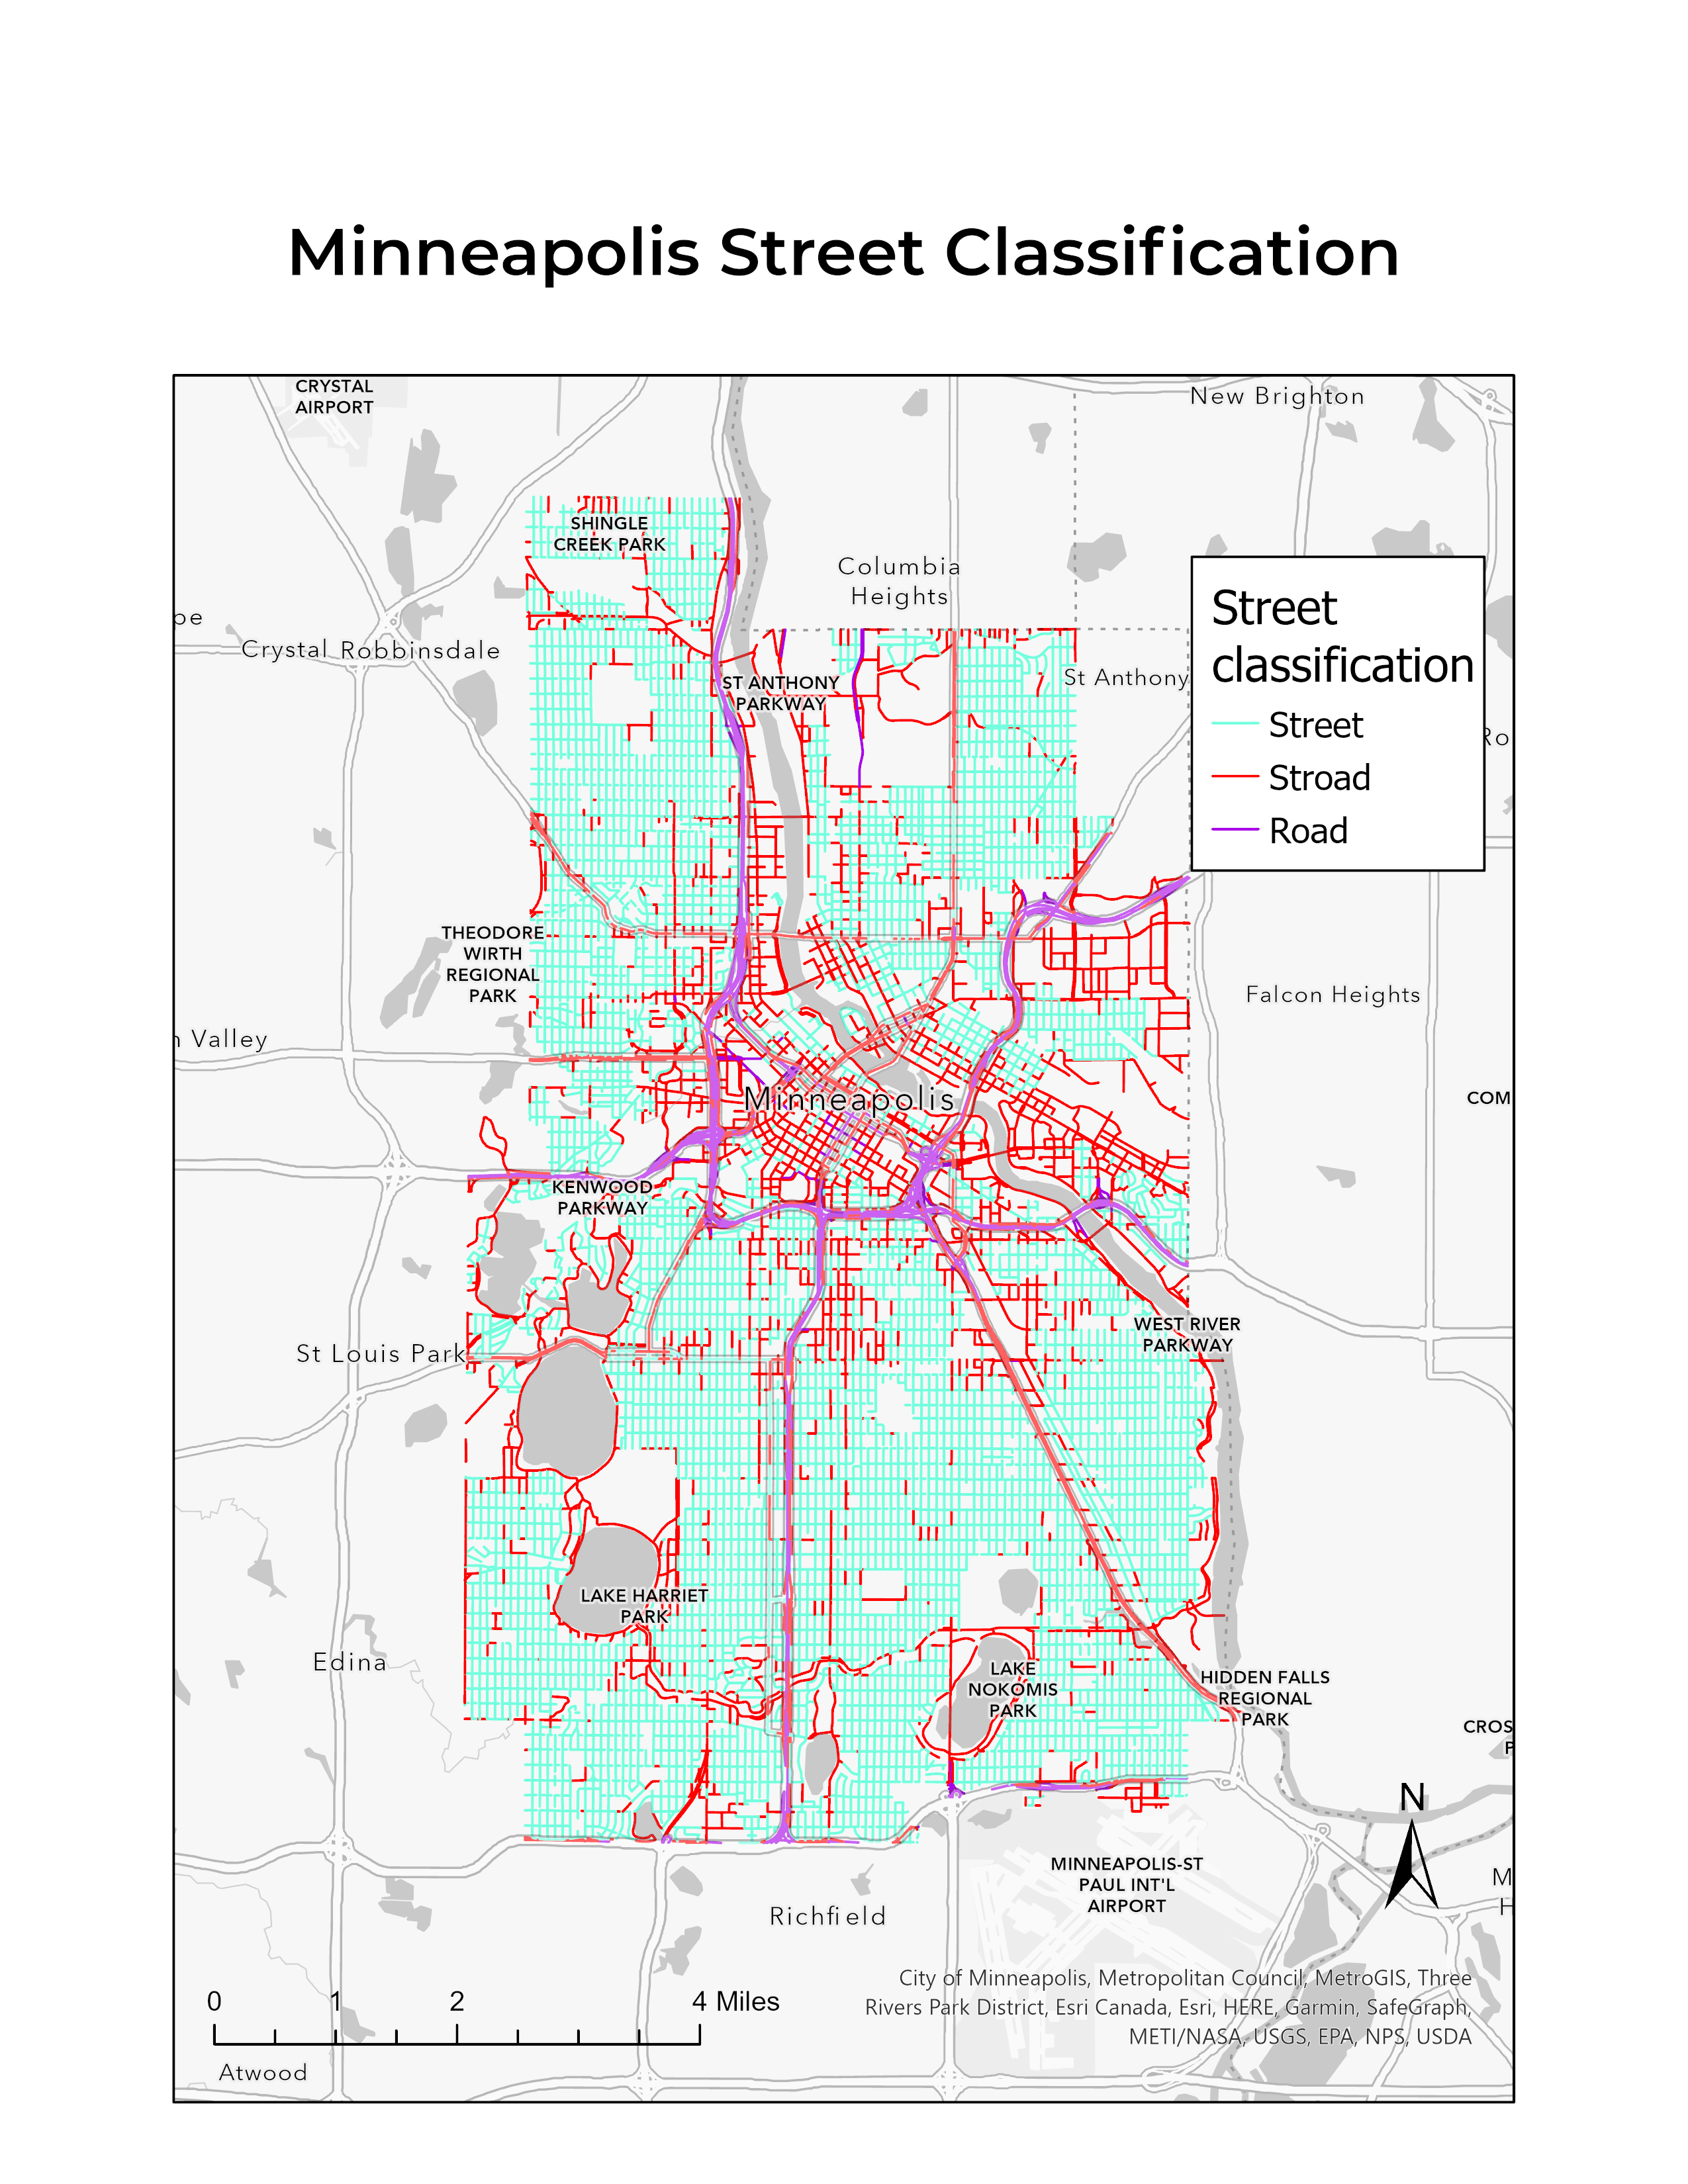 Minneapolis Street Classification
CRYSTAL
AIRPORT
New Brighton
SHINGLE
CREEK PARK
Columbia
Heights
Street
classification
Street
Stroad
Road
pe
Crystal
Robbinsdale
ST ANTHONY
PARKWAY
St Anthony
Ro
THEODORE
WIRTH
REGIONAL
PARK
Falcon Heights
n Valley
Minneapolis
COM
KENWOOD
PARKWAY
WEST RIVER
PARKWAY
St Louis Park
LAKE HARRIET
PARK
Edina
LAKE
NOKOMIS
PARK
HIDDEN FALLS
REGIONAL
PARK
CROS
P
N
MINNEAPOLIS-ST
PAUL INT'L
AIRPORT
M
H
Richfield
City of Minneapolis, Metropolitan Council, MetroGIS, Three
Rivers Park District, Esri Canada, Esri, HERE, Garmin, SafeGraph,
METI/NASA, USGS, EPA, NPS, USDA
0 1 2 4 Miles
Atwood